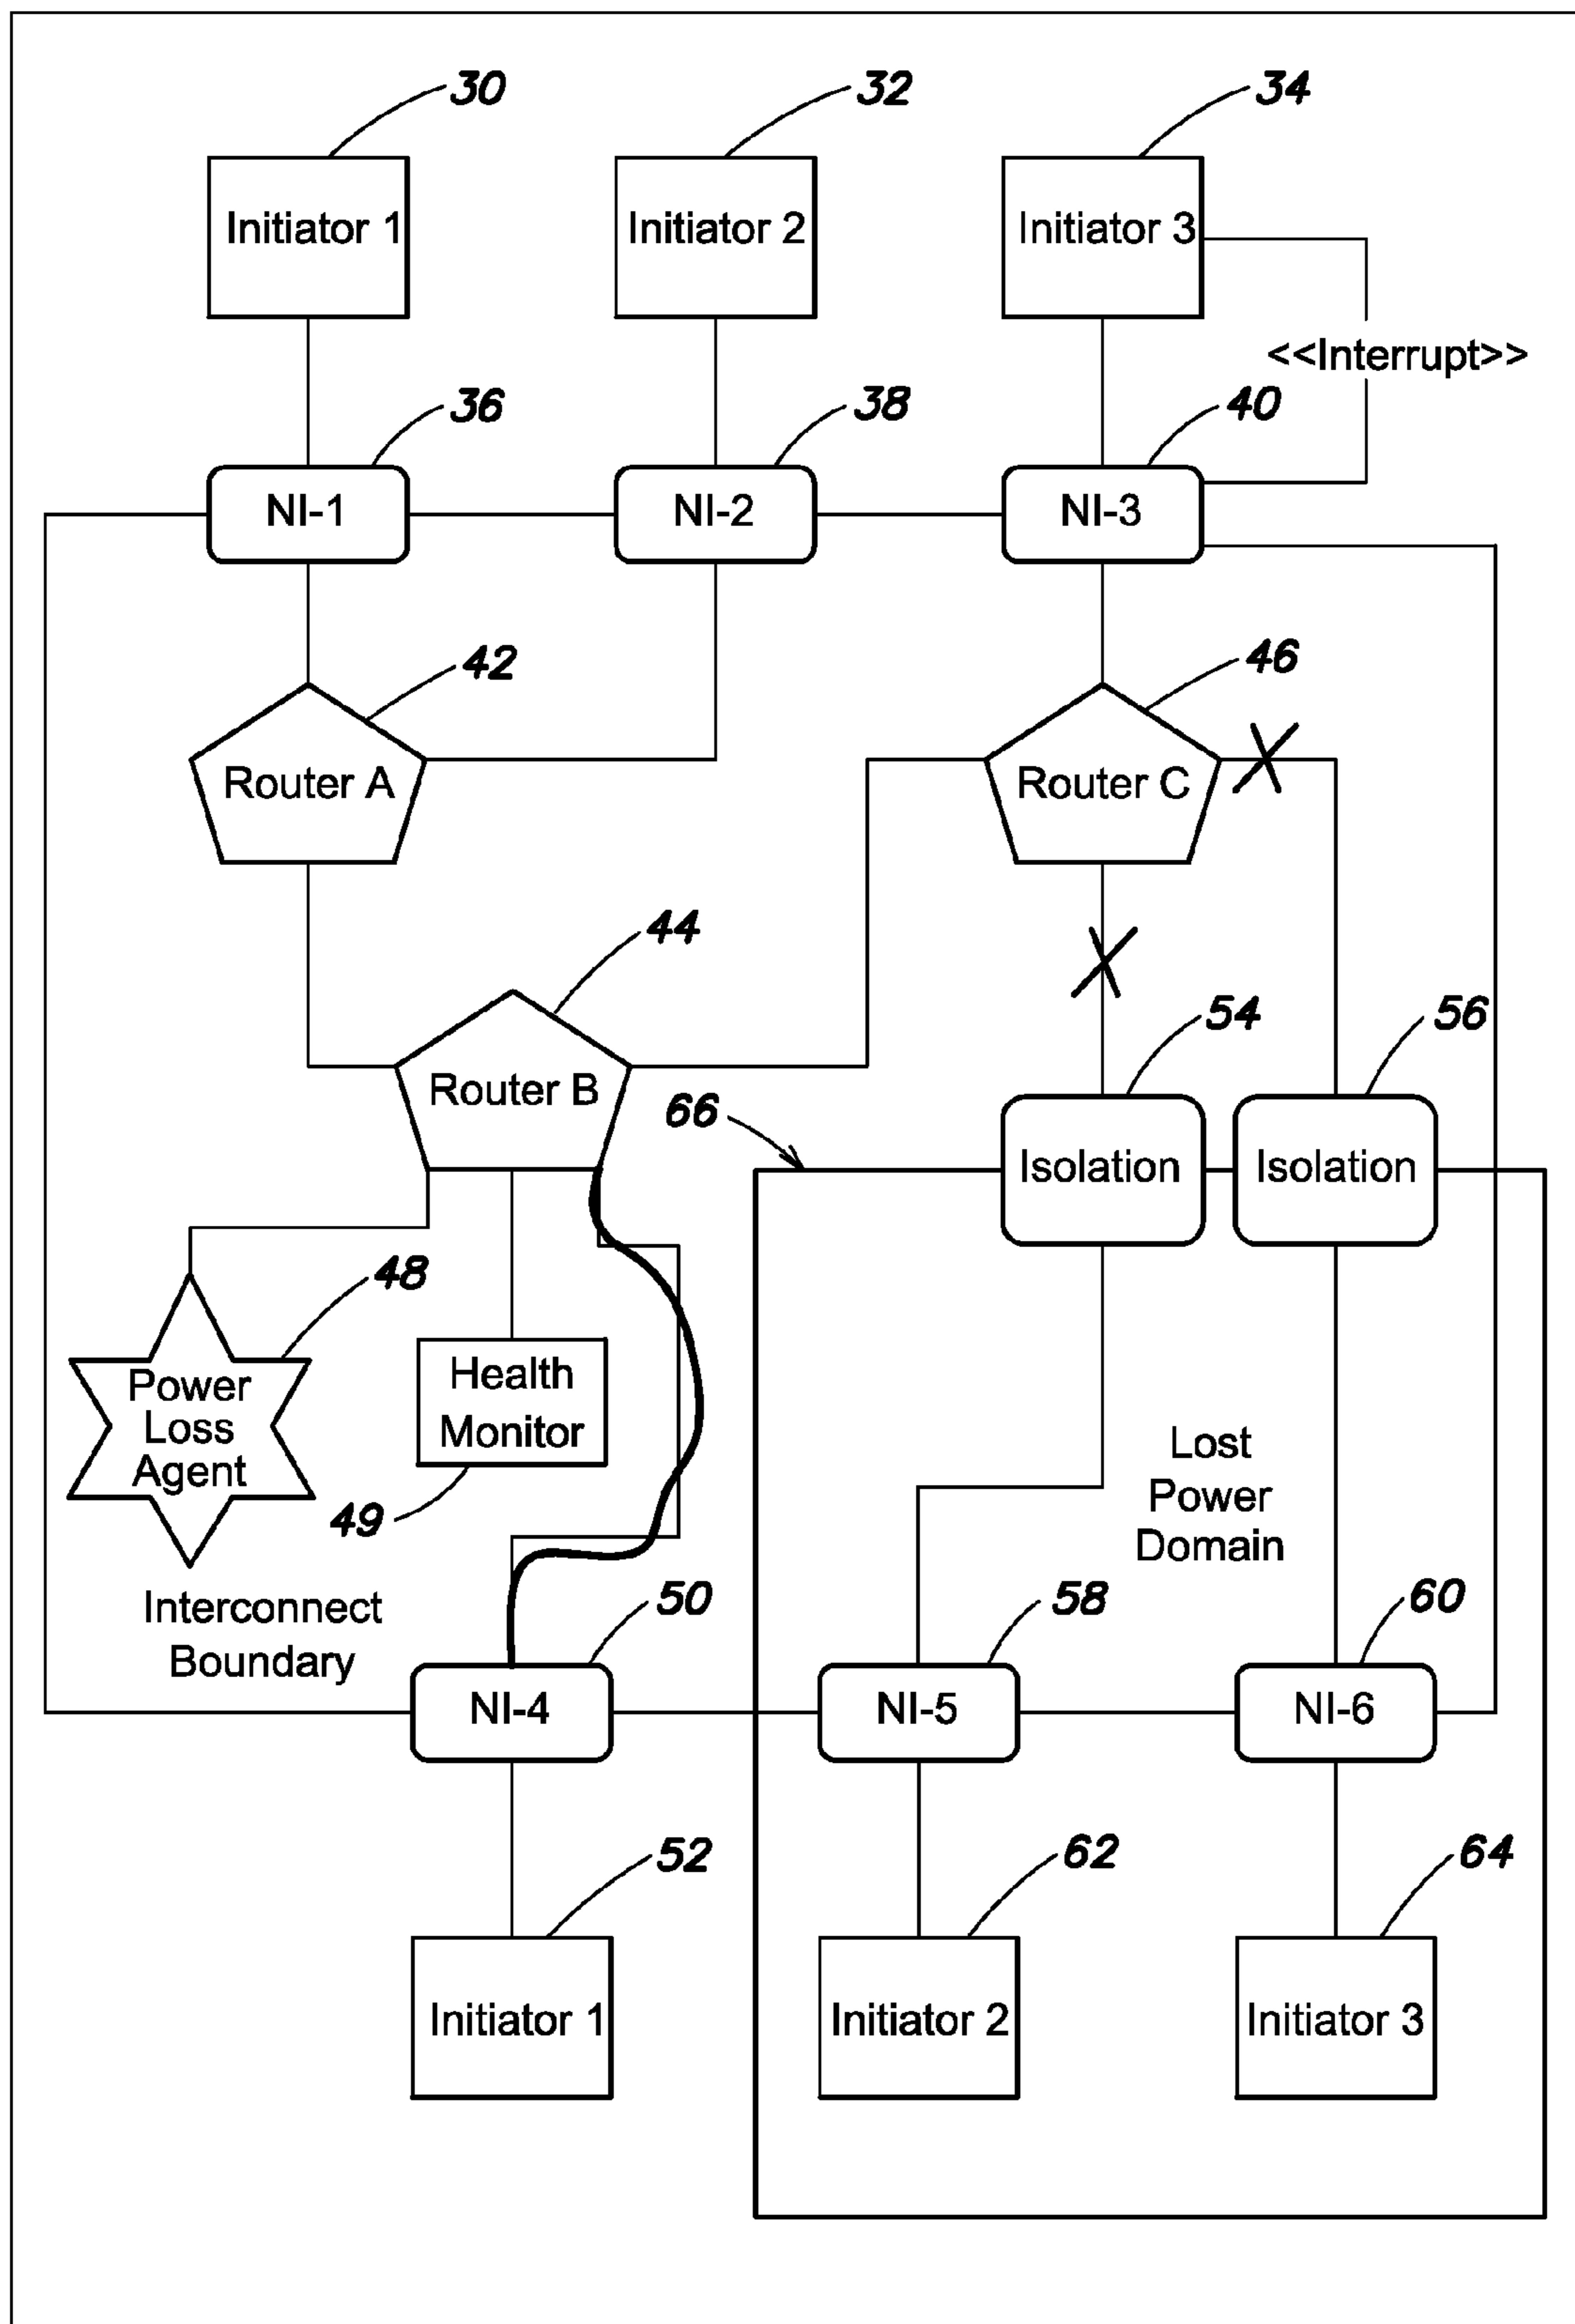 30
32
34
Initiator 1
Initiator 2
Initiator 3
<<Interrupt>>
36
38
40
NI-1
NI-2
NI-3
42
46
Router A
Router C
44
54
56
Router B
66
Isolation
Isolation
48
Power
Loss
Agent
Health
Monitor
49
Lost
Power
Domain
Interconnect
Boundary
50
58
60
NI-4
NI-5
NI-6
52
62
64
Initiator 1
Initiator 2
Initiator 3